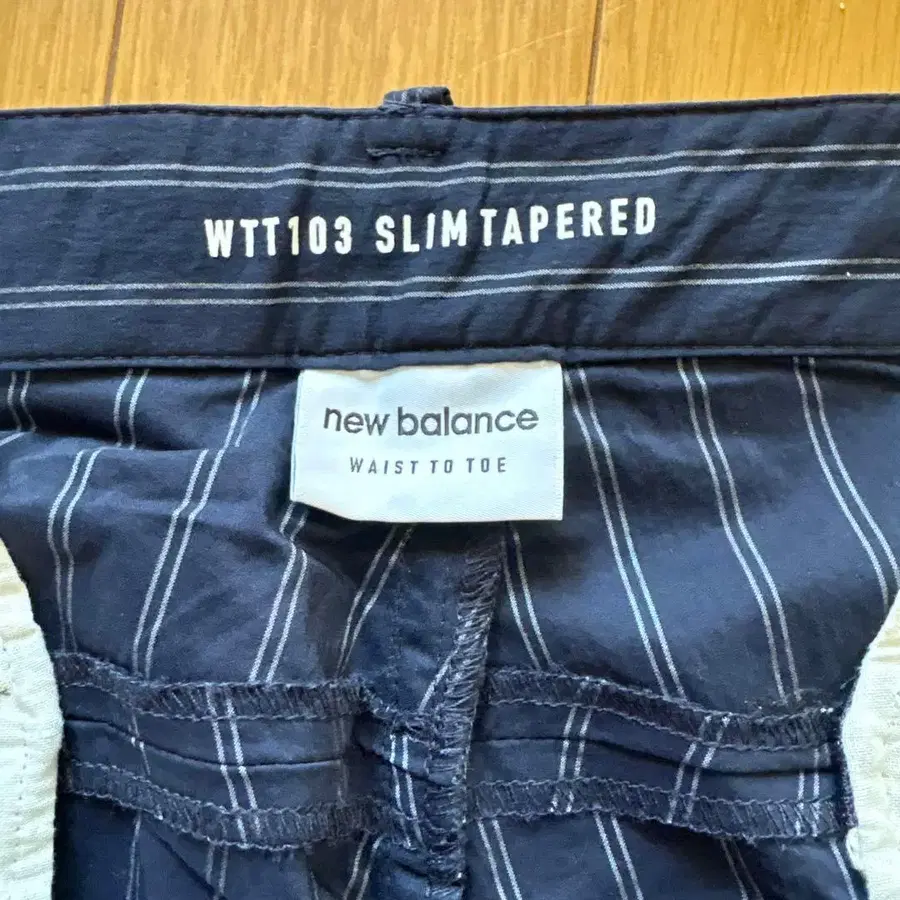 WTT103 SLIM TAPERED
new balance
WAIST TO TOE